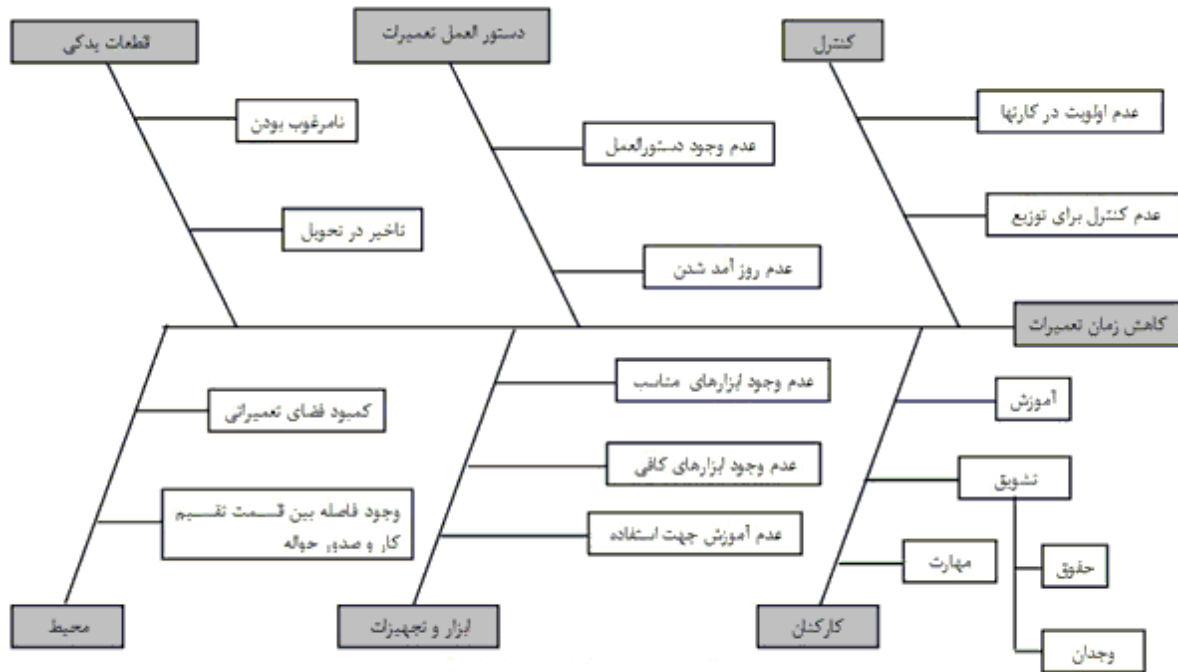 کنترل
دستور العمل تعمیرات
قطعات یدکی
عدم اولویت در کارتها
نامرغوب بودن
عدم وجود دستورالعمل
عدم کنترل برای توزیع
تاخیر در تحویل
عدم روز آمد شدن
کاهش زمان تعمیرات
عدم وجود ابزارهای مناسب
آموزش
کمبود فضای تعمیراتی
عدم وجود ابزارهای کافی
تشویق
وجود فاصله بین قسمت تقسیم
کار و صدور حواله
عدم آموزش جهت استفاده
مهارت
حقوق
کارکنان
ابزار و تجهیزات
محیط
وجدان